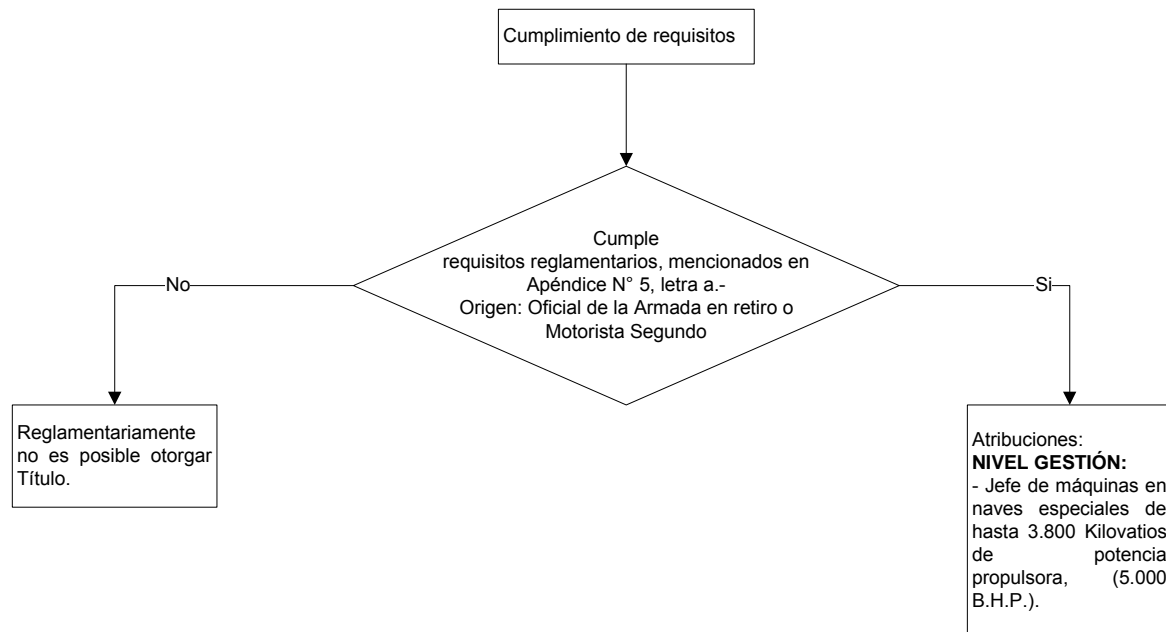 Cumplimiento de requisitos
Cumple
requisitos reglamentarios, mencionados en
Apéndice N° 5, letra a.-
Origen: Oficial de la Armada en retiro o
Motorista Segundo
No
Si
Reglamentariamente
no es posible otorgar
Título.
Atribuciones:
NIVEL GESTIÓN:
- Jefe de máquinas en
naves especiales de
hasta 3.800 Kilovatios
de potencia
propulsora, (5.000
B.H.P.).